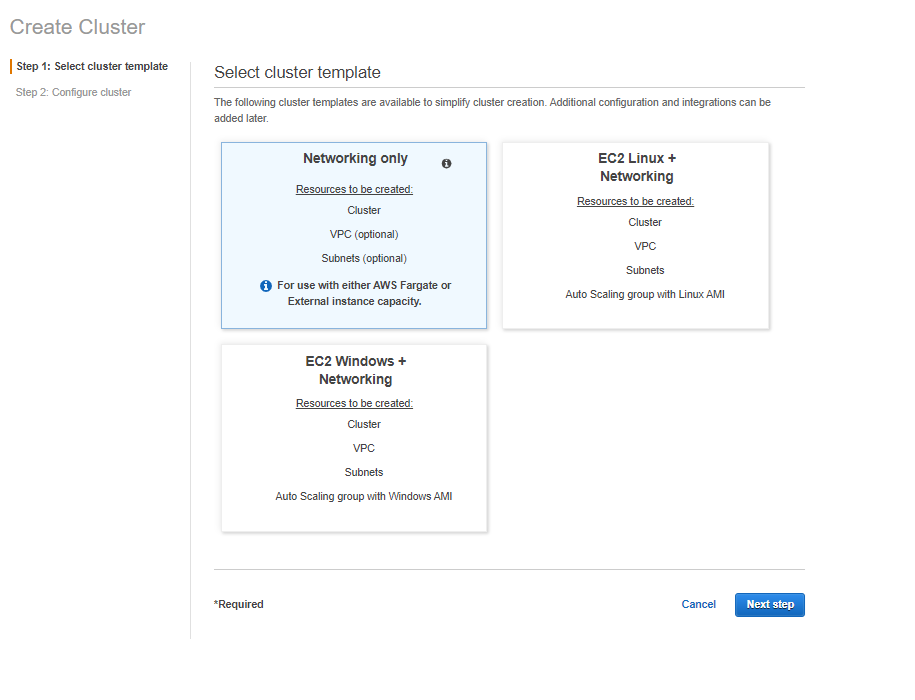 Create Cluster
Step 1: Select cluster template
Step 2: Configure cluster
Select cluster template
The following cluster templates are available to simplify cluster creation. Additional configuration and integrations can be
added later.
Networking only
Resources to be created:
Cluster
VPC (optional)
Subnets (optional)
For use with either AWS Fargate or
External instance capacity.
EC2 Linux +
Networking
Resources to be created:
Cluster
VPC
Subnets
Auto Scaling group with Linux AMI
EC2 Windows +
Networking
Resources to be created:
Cluster
VPC
Subnets
Auto Scaling group with Windows AMI
*Required
Cancel
Next step